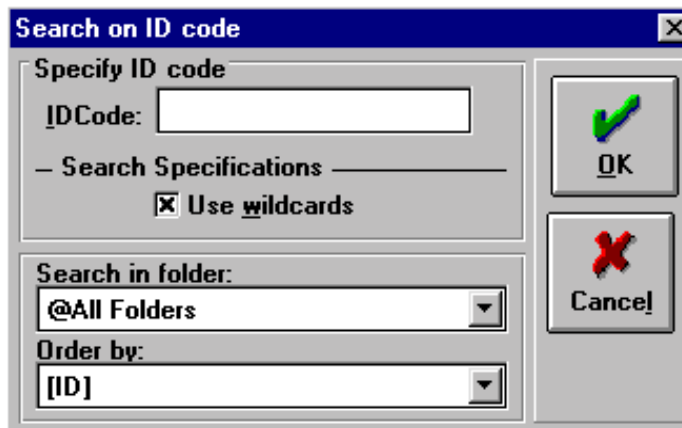 Search on ID code
Specify ID code
IDCode:
Search Specifications
Use wildcards
Search in folder:
@All Folders
Order by:
[ID]
OK
Cancel